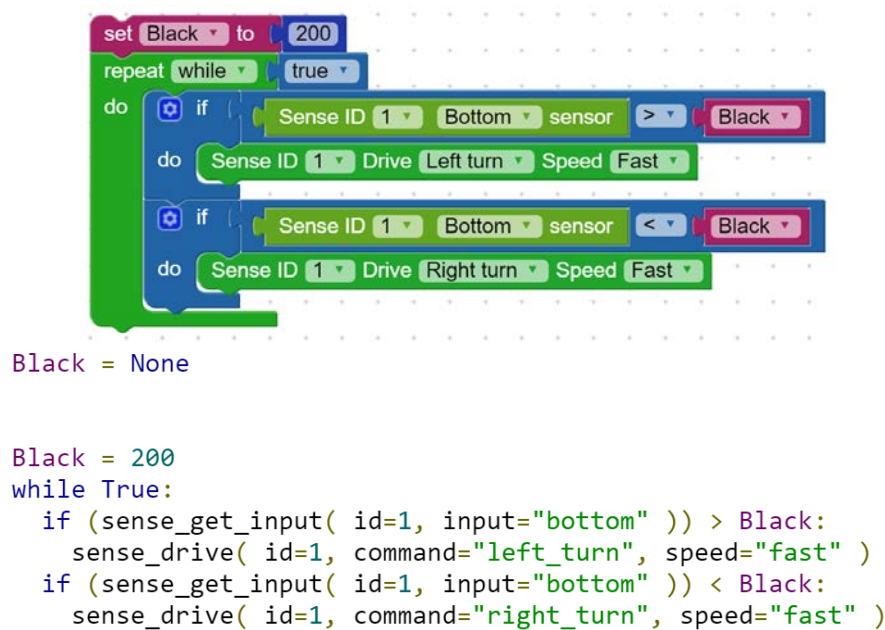 set Black to 200
repeat while true
do if Sense ID 1 Bottom sensor > Black
do Sense ID 1 Drive Left turn Speed Fast
if Sense ID 1 Bottom sensor < Black
do Sense ID 1 Drive Right turn Speed Fast
Black = None
Black = 200
while True:
  if (sense_get_input( id=1, input="bottom" )) > Black:
    sense_drive( id=1, command="left_turn", speed="fast" )
  if (sense_get_input( id=1, input="bottom" )) < Black:
    sense_drive( id=1, command="right_turn", speed="fast" )